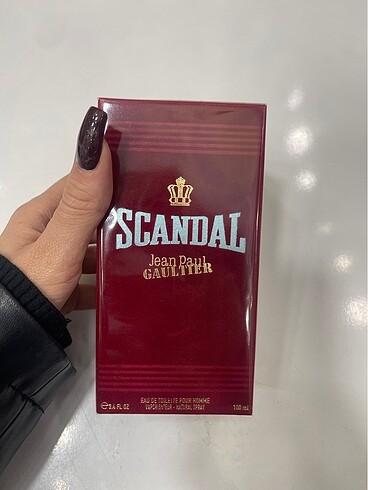 SCANDAL
Jean Paul
GAULTIER
EAU DE TOILETTE POUR HOMME
VAPORISATEUR - NATURAL SPRAY
℮ 3.4 FL OZ
100 ml